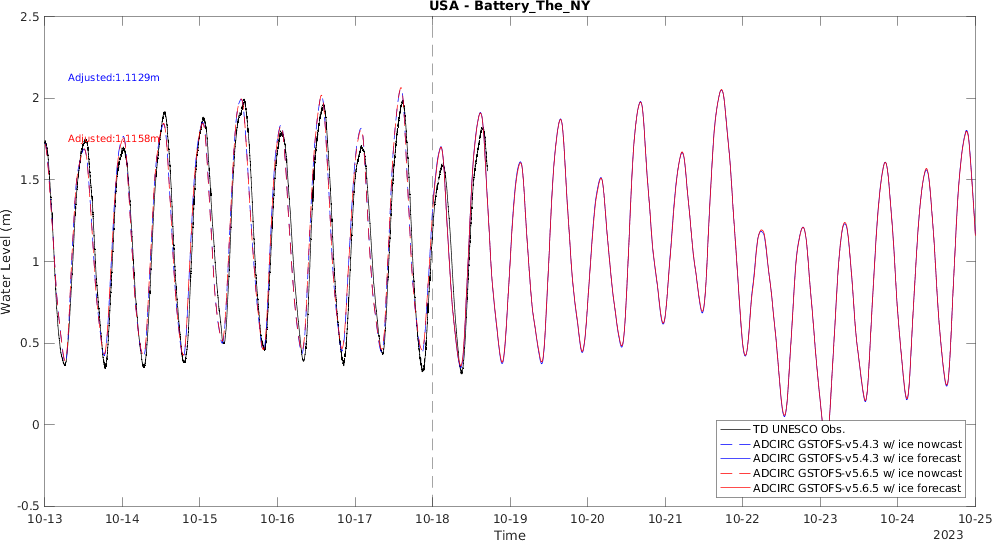 USA - Battery_The_NY
2.5
2
1.5
1
0.5
0
-0.5
Water Level (m)
Adjusted:1.1129m
Adjusted:1.1158m
TD UNESCO Obs.
ADCIRC GSTOFS-v5.4.3 w/ ice nowcast
ADCIRC GSTOFS-v5.4.3 w/ ice forecast
ADCIRC GSTOFS-v5.6.5 w/ ice nowcast
ADCIRC GSTOFS-v5.6.5 w/ ice forecast
10-13 10-14 10-15 10-16 10-17 10-18 10-19 10-20 10-21 10-22 10-23 10-24 10-25
Time
2023